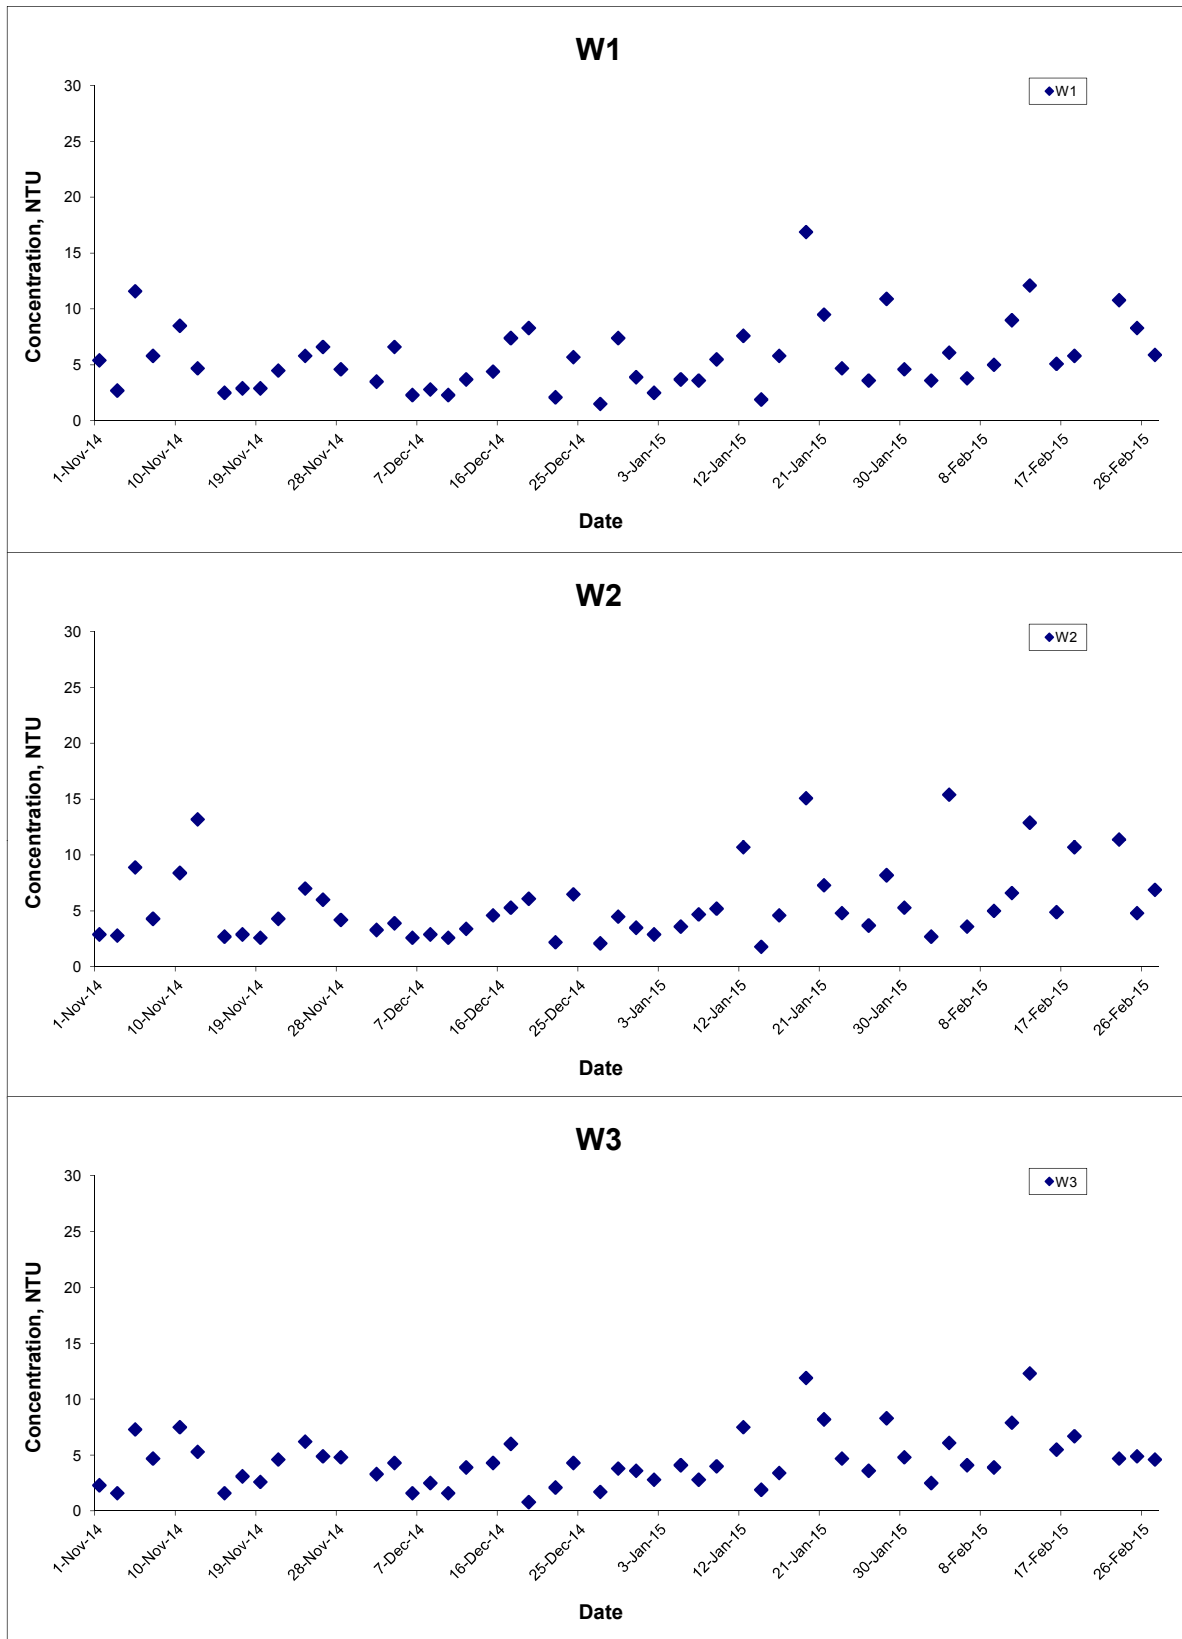 W1
30
W1
25
20
15
10
5
0
Concentration, NTU
1-Nov-14
10-Nov-14
19-Nov-14
28-Nov-14
7-Dec-14
16-Dec-14
25-Dec-14
3-Jan-15
12-Jan-15
21-Jan-15
30-Jan-15
8-Feb-15
17-Feb-15
26-Feb-15
Date
W2
30
W2
25
20
15
10
5
0
Concentration, NTU
1-Nov-14
10-Nov-14
19-Nov-14
28-Nov-14
7-Dec-14
16-Dec-14
25-Dec-14
3-Jan-15
12-Jan-15
21-Jan-15
30-Jan-15
8-Feb-15
17-Feb-15
26-Feb-15
Date
W3
30
W3
25
20
15
10
5
0
Concentration, NTU
1-Nov-14
10-Nov-14
19-Nov-14
28-Nov-14
7-Dec-14
16-Dec-14
25-Dec-14
3-Jan-15
12-Jan-15
21-Jan-15
30-Jan-15
8-Feb-15
17-Feb-15
26-Feb-15
Date